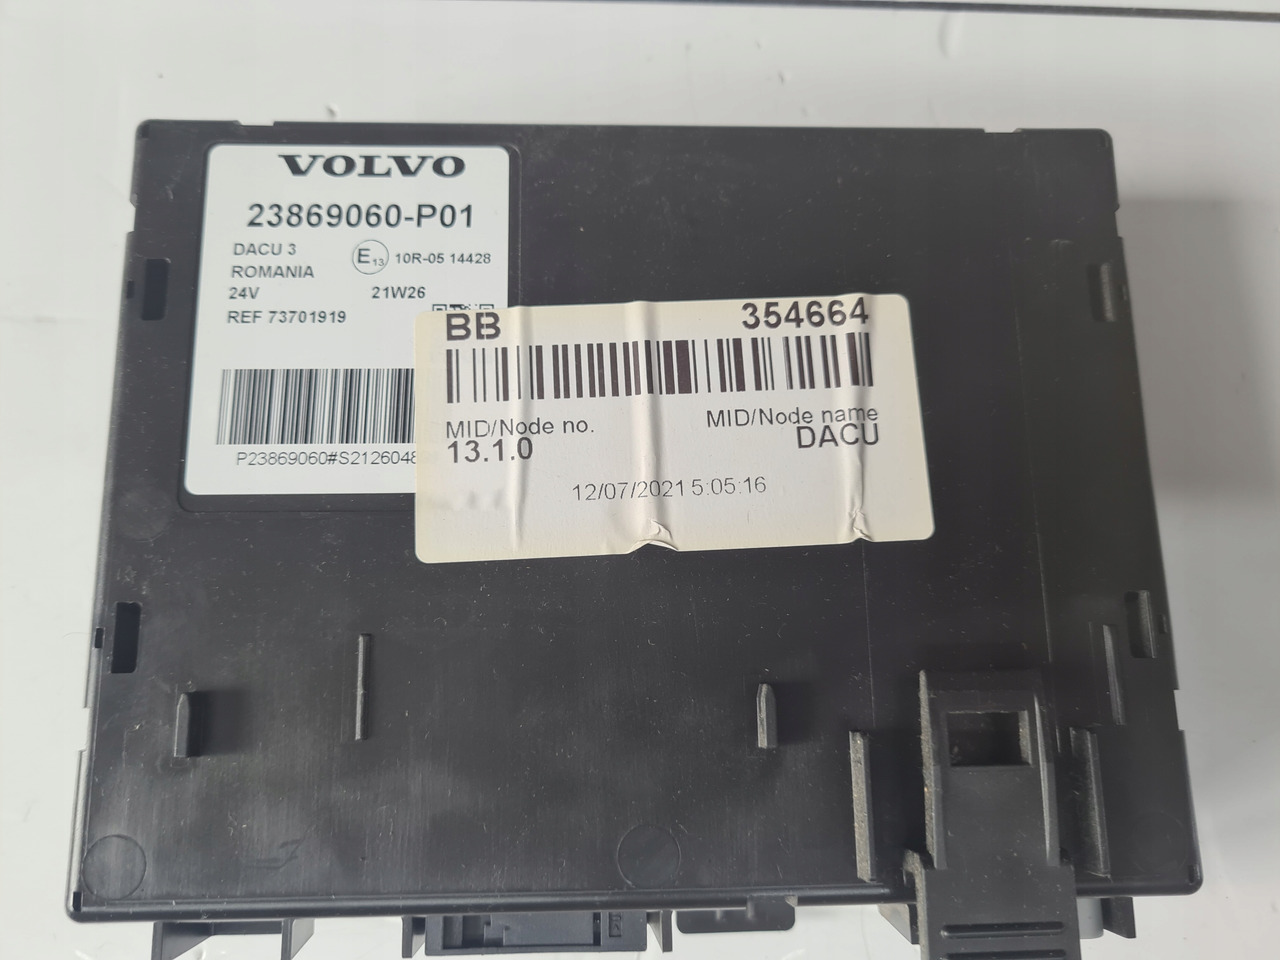 VOLVO
23869060-P01
DACU 3
E13 10R-05 14428
ROMANIA
24V 21W26
REF 73701919
P23869060#S2126048
BB 354664
MID/Node no. MID/Node name
13.1.0 DACU
12/07/2021 5:05:16